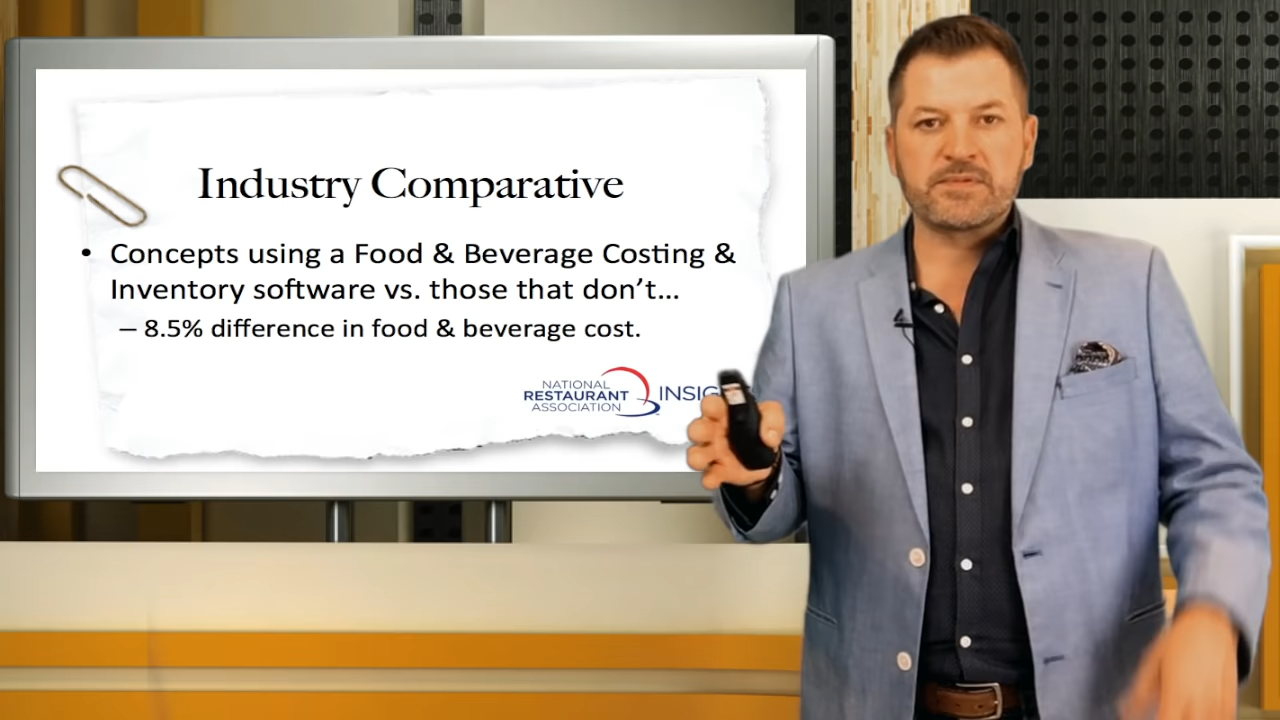 Industry Comparative
• Concepts using a Food & Beverage Costing &
Inventory software vs. those that don’t…
– 8.5% difference in food & beverage cost.
NATIONAL
RESTAURANT
ASSOCIATION